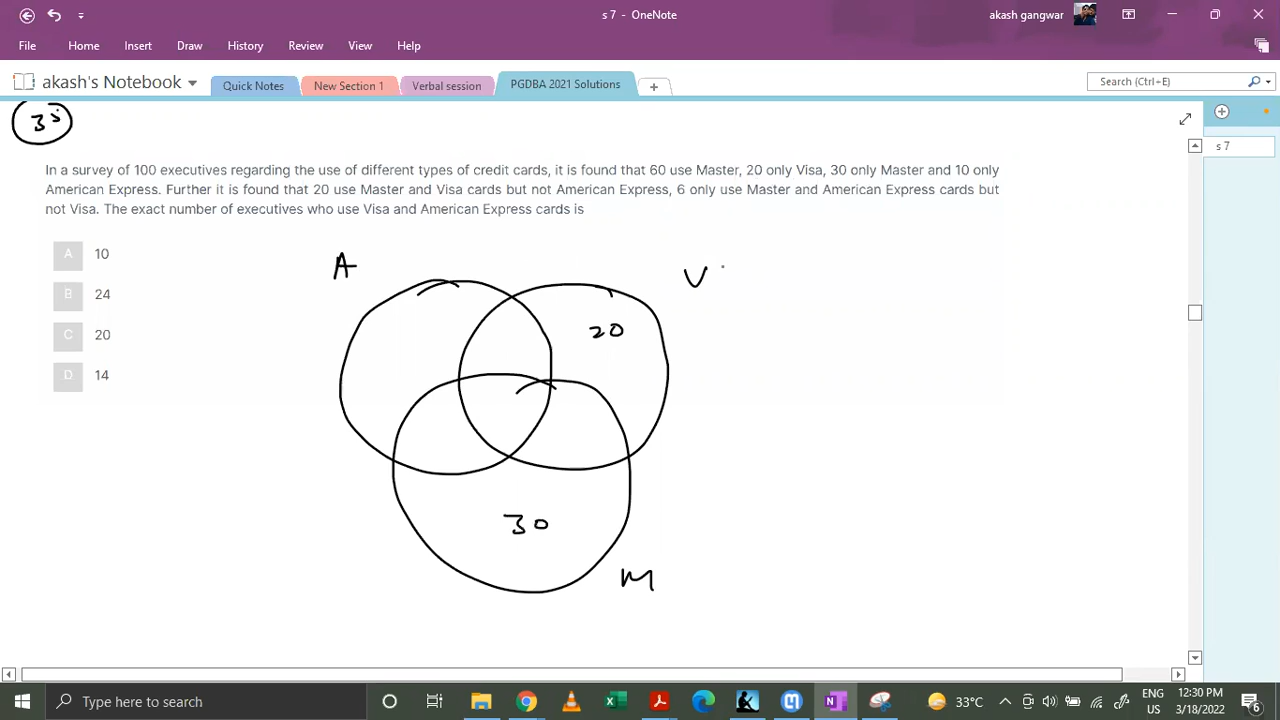 s 7 - OneNote
akash gangwar
File Home Insert Draw History Review View Help
akash's Notebook
Quick Notes
New Section 1
Verbal session
PGDBA 2021 Solutions
Search (Ctrl+E)
s 7
In a survey of 100 executives regarding the use of different types of credit cards, it is found that 60 use Master, 20 only Visa, 30 only Master and 10 only
American Express. Further it is found that 20 use Master and Visa cards but not American Express, 6 only use Master and American Express cards but
not Visa. The exact number of executives who use Visa and American Express cards is
A 10
B 24
C 20
D 14
A
V
20
30
M
Type here to search
33°C
ENG
12:30 PM
3/18/2022
6